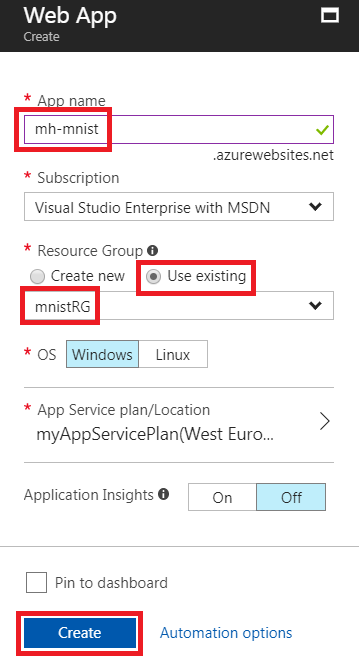 Web App
Create
* App name
mh-mnist
.azurewebsites.net
* Subscription
Visual Studio Enterprise with MSDN
* Resource Group
Create new Use existing
mnistRG
* OS Windows Linux
* App Service plan/Location
myAppServicePlan(West Euro...
Application Insights On Off
Pin to dashboard
Create Automation options